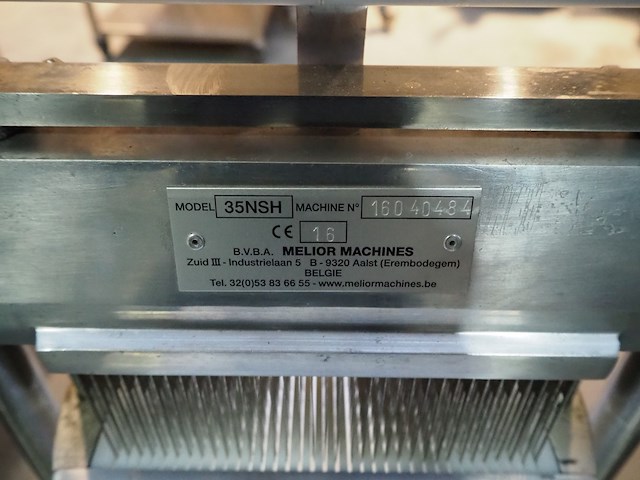 MODEL 35NSH MACHINE N° 16040484
CE 16
B.V.B.A. MELIOR MACHINES
Zuid III - Industrielaan 5 B - 9320 Aalst (Erembodegem)
BELGIE
Tel. 32(0)53 83 66 55 - www.meliormachines.be